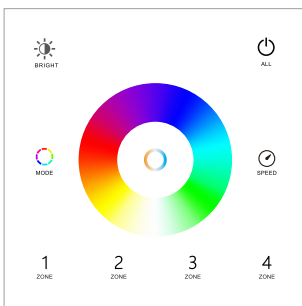 BRIGHT
ALL
MODE
SPEED
1 2 3 4
ZONE ZONE ZONE ZONE